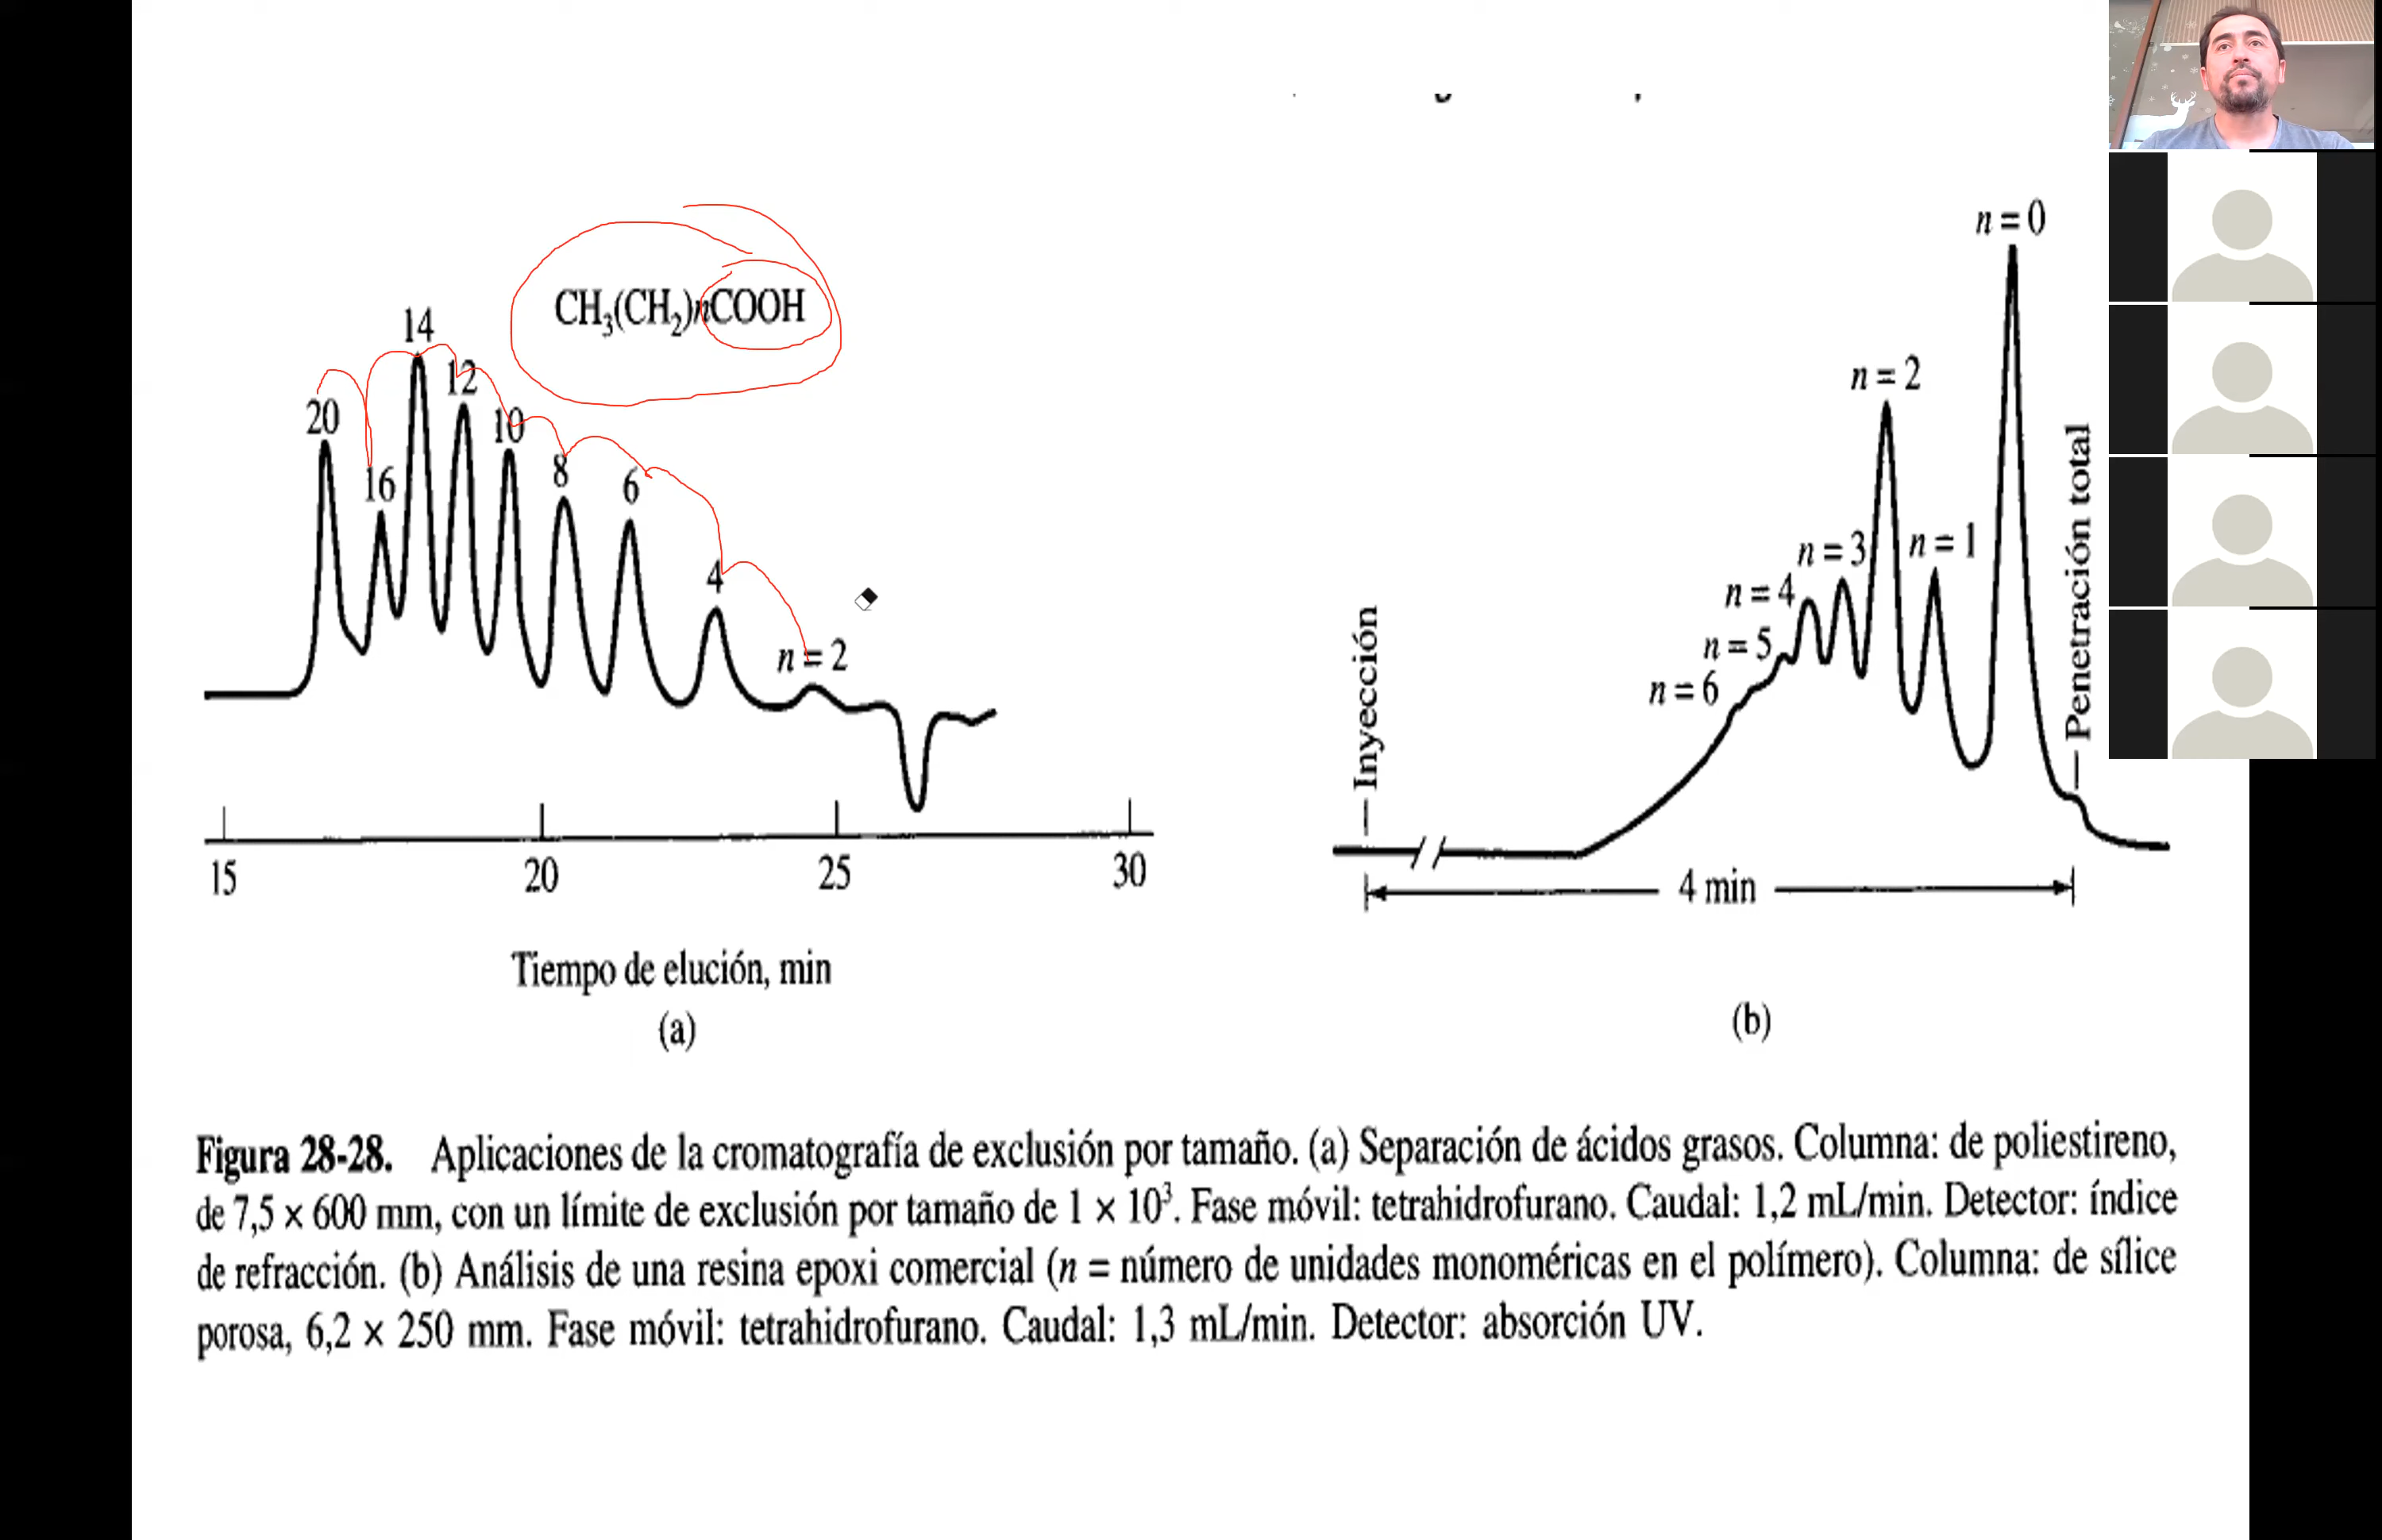 CH₃(CH₂)nCOOH
20
16
14
12
10
8
6
4
n = 2
15
20
25
30
Tiempo de elución, min
(a)
Inyección
n = 6
n = 5
n = 4
n = 3
n = 2
n = 1
n = 0
Penetración total
4 min
(b)
Figura 28-28. Aplicaciones de la cromatografía de exclusión por tamaño. (a) Separación de ácidos grasos. Columna: de poliestireno,
de 7,5 × 600 mm, con un límite de exclusión por tamaño de 1 × 10³. Fase móvil: tetrahidrofurano. Caudal: 1,2 mL/min. Detector: índice
de refracción. (b) Análisis de una resina epoxi comercial (n = número de unidades monoméricas en el polímero). Columna: de sílice
porosa, 6,2 × 250 mm. Fase móvil: tetrahidrofurano. Caudal: 1,3 mL/min. Detector: absorción UV.